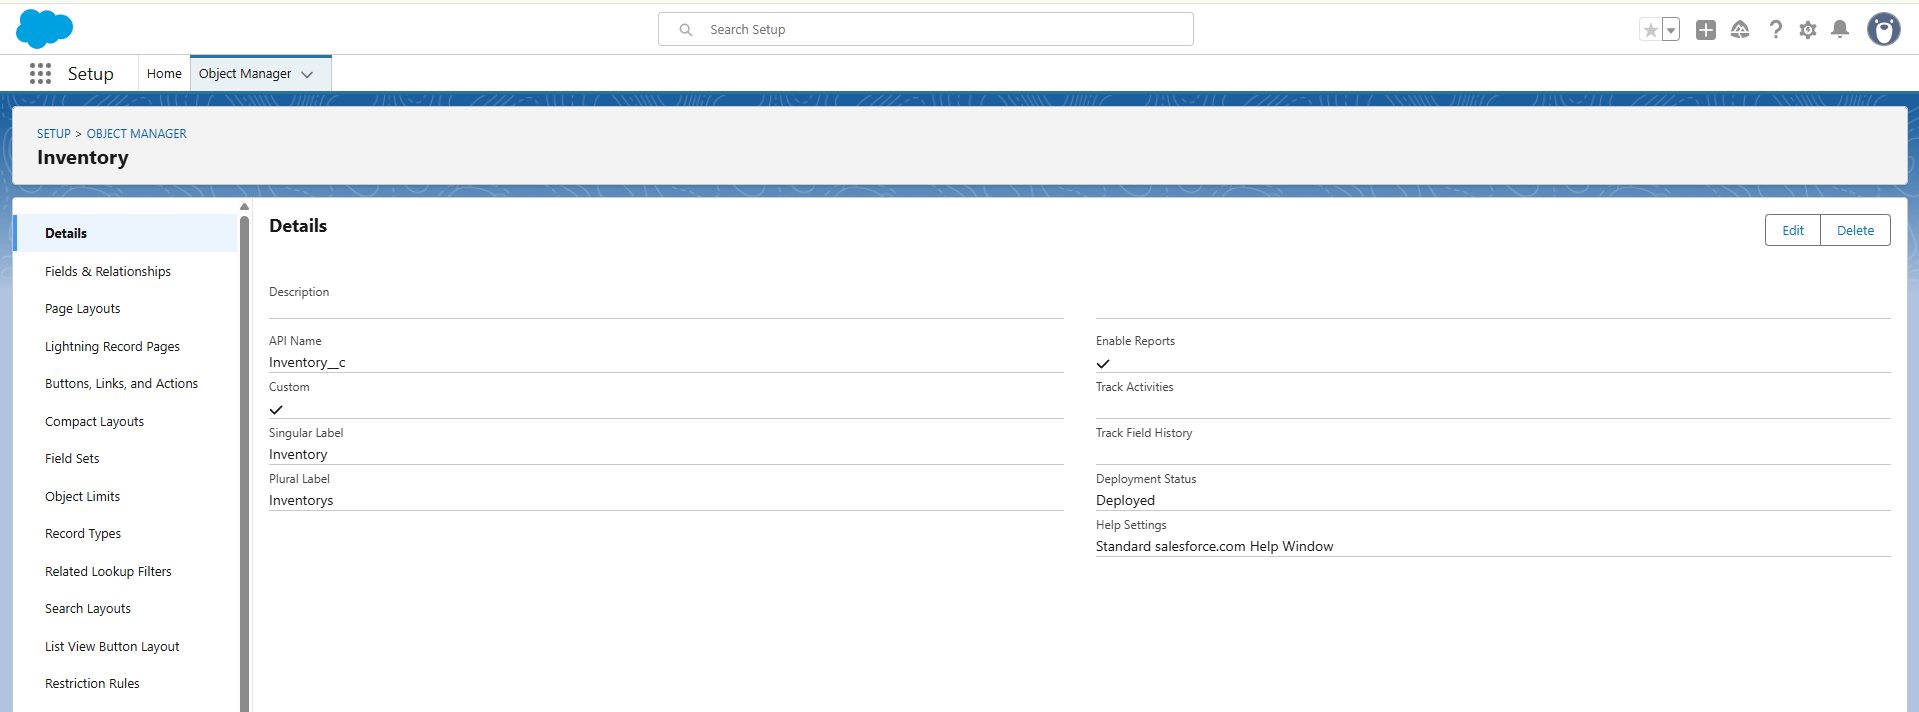 Search Setup
Setup
Home
Object Manager
SETUP > OBJECT MANAGER
Inventory
Details
Fields & Relationships
Page Layouts
Lightning Record Pages
Buttons, Links, and Actions
Compact Layouts
Field Sets
Object Limits
Record Types
Related Lookup Filters
Search Layouts
List View Button Layout
Restriction Rules
Details
Edit
Delete
Description
API Name
Inventory__c
Custom
Singular Label
Inventory
Plural Label
Inventorys
Enable Reports
Track Activities
Track Field History
Deployment Status
Deployed
Help Settings
Standard salesforce.com Help Window